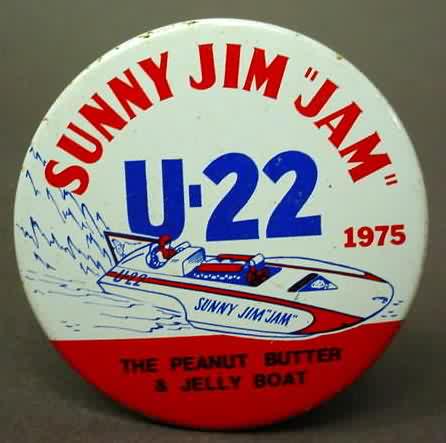 SUNNY JIM "JAM"
U-22
1975
U-22
SUNNY JIM "JAM"
THE PEANUT BUTTER
& JELLY BOAT